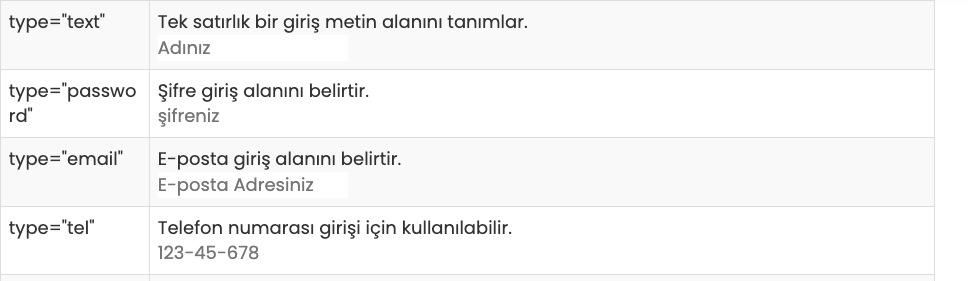 type="text"
Tek satırlık bir giriş metin alanını tanımlar.
Adınız
type="passwo
rd"
Şifre giriş alanını belirtir.
şifreniz
type="email"
E-posta giriş alanını belirtir.
E-posta Adresiniz
type="tel"
Telefon numarası girişi için kullanılabilir.
123-45-678